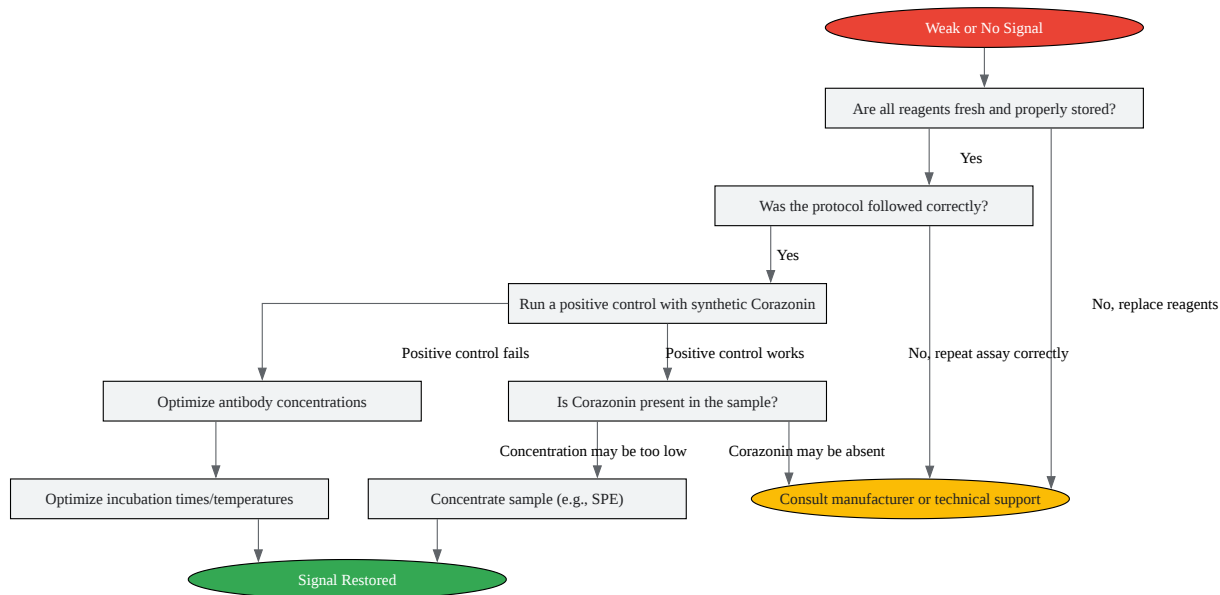 Weak or No Signal
Are all reagents fresh and properly stored?
Yes
Was the protocol followed correctly?
Yes
Run a positive control with synthetic Corazonin
No, replace reagents
Positive control fails
Positive control works
No, repeat assay correctly
Optimize antibody concentrations
Is Corazonin present in the sample?
Concentration may be too low
Corazonin may be absent
Optimize incubation times/temperatures
Concentrate sample (e.g., SPE)
Consult manufacturer or technical support
Signal Restored